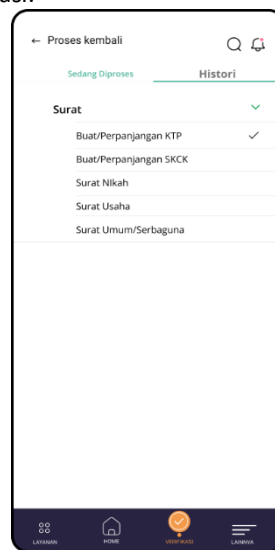 ← Proses kembali
Sedang Diproses Histori
Surat
Buat/Perpanjangan KTP
Buat/Perpanjangan SKCK
Surat NIkah
Surat Usaha
Surat Umum/Serbaguna
LAYANAN HOME VERIFIKASI LAINNYA